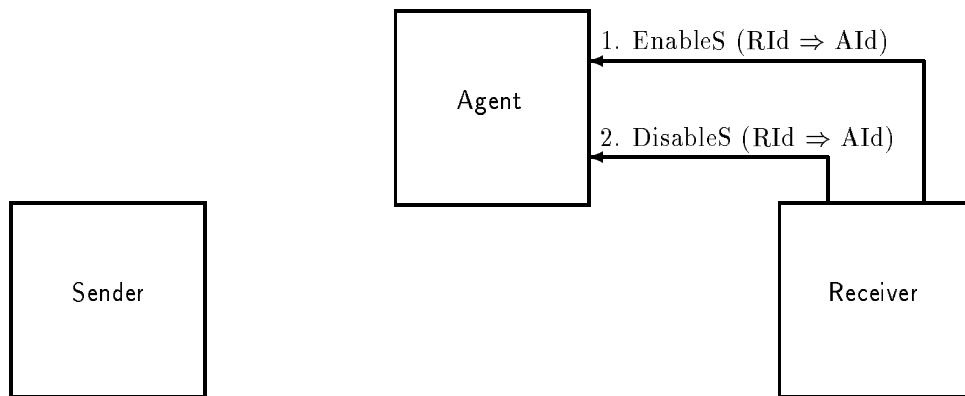 1. EnableS (RId ⇒ AId)
Agent
2. DisableS (RId ⇒ AId)
Sender
Receiver